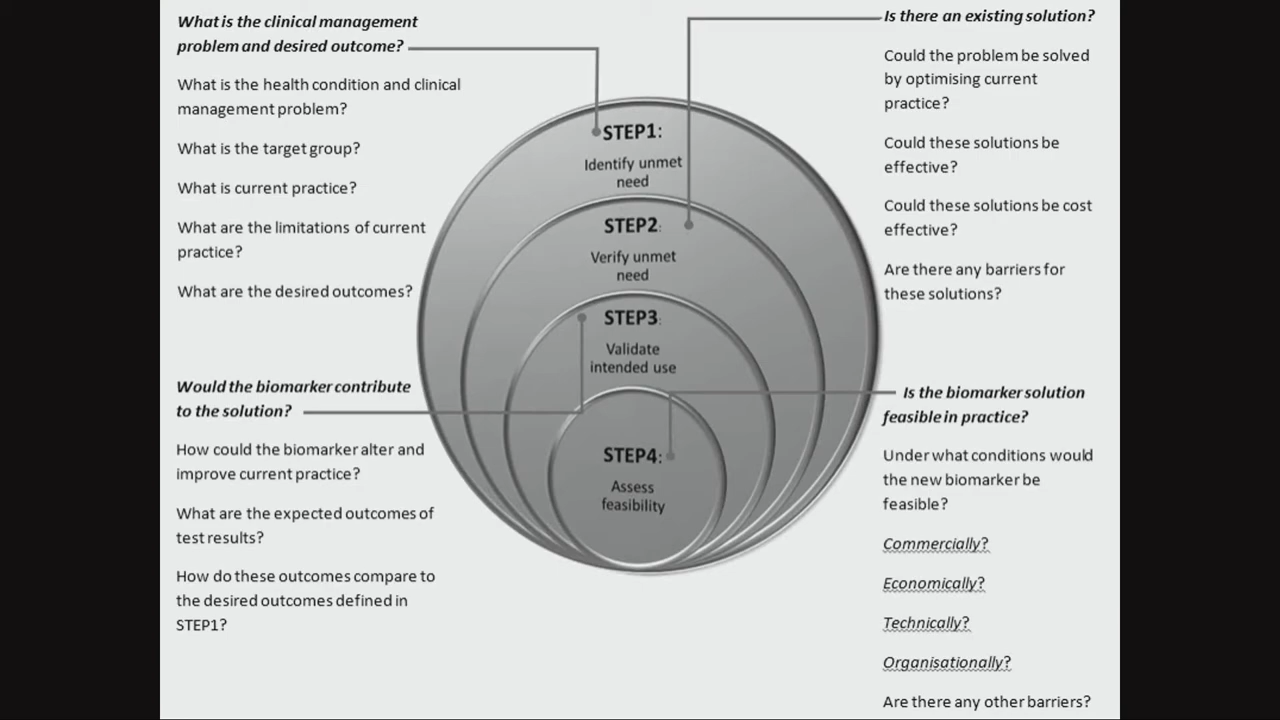 What is the clinical management
problem and desired outcome?
What is the health condition and clinical
management problem?
What is the target group?
What is current practice?
What are the limitations of current
practice?
What are the desired outcomes?
Is there an existing solution?
Could the problem be solved
by optimising current
practice?
Could these solutions be
effective?
Could these solutions be cost
effective?
Are there any barriers for
these solutions?
STEP1:
Identify unmet
need
STEP2:
Verify unmet
need
STEP3:
Validate
intended use
STEP4:
Assess
feasibility
Would the biomarker contribute
to the solution?
How could the biomarker alter and
improve current practice?
What are the expected outcomes of
test results?
How do these outcomes compare to
the desired outcomes defined in
STEP1?
Is the biomarker solution
feasible in practice?
Under what conditions would
the new biomarker be
feasible?
Commercially?
Economically?
Technically?
Organisationally?
Are there any other barriers?